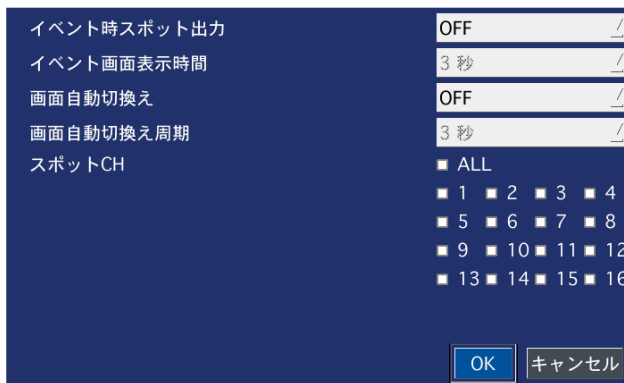 イベント時スポット出力 OFF
イベント画面表示時間 3 秒
画面自動切換え OFF
画面自動切換え周期 3 秒
スポットCH ALL
1 2 3 4
5 6 7 8
9 10 11 12
13 14 15 16
OK キャンセル